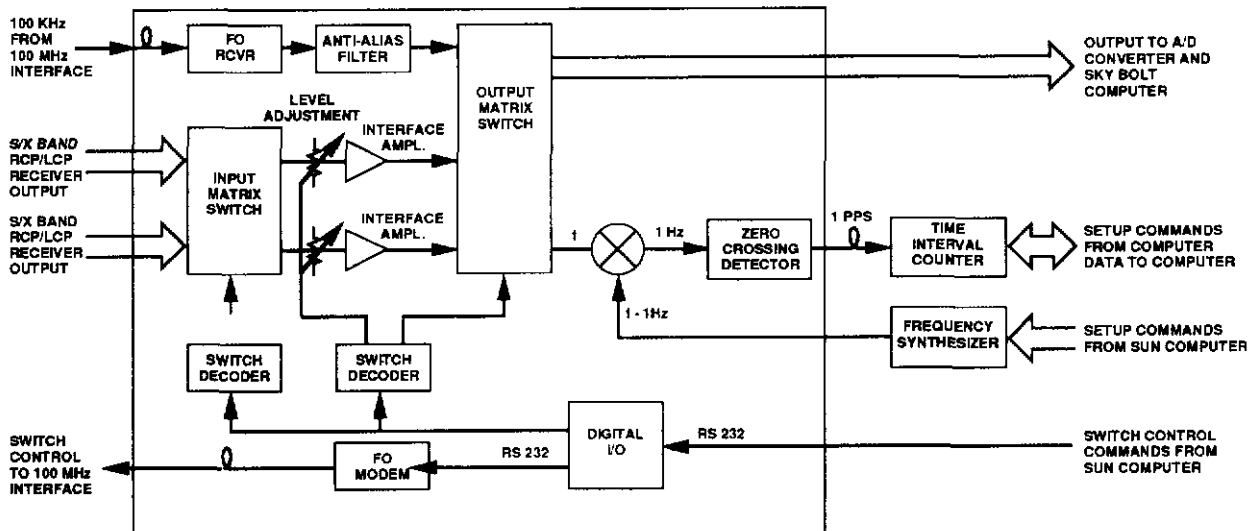 100 KHz
FROM
100 MHz
INTERFACE
FO
RCVR
ANTI-ALIAS
FILTER
OUTPUT
MATRIX
SWITCH
OUTPUT TO A/D
CONVERTER AND
SKY BOLT
COMPUTER
LEVEL
ADJUSTMENT
INTERFACE
AMPL.
S/X BAND
RCP/LCP
RECEIVER
OUTPUT
INPUT
MATRIX
SWITCH
S/X BAND
RCP/LCP
RECEIVER
OUTPUT
INTERFACE
AMPL.
f
1 Hz
ZERO
CROSSING
DETECTOR
1 PPS
TIME
INTERVAL
COUNTER
SETUP COMMANDS
FROM COMPUTER
DATA TO COMPUTER
f - 1Hz
FREQUENCY
SYNTHESIZER
SETUP COMMANDS
FROM SUN COMPUTER
SWITCH
DECODER
SWITCH
DECODER
SWITCH
CONTROL
TO 100 MHz
INTERFACE
FO
MODEM
RS 232
DIGITAL
I/O
RS 232
SWITCH CONTROL
COMMANDS FROM
SUN COMPUTER